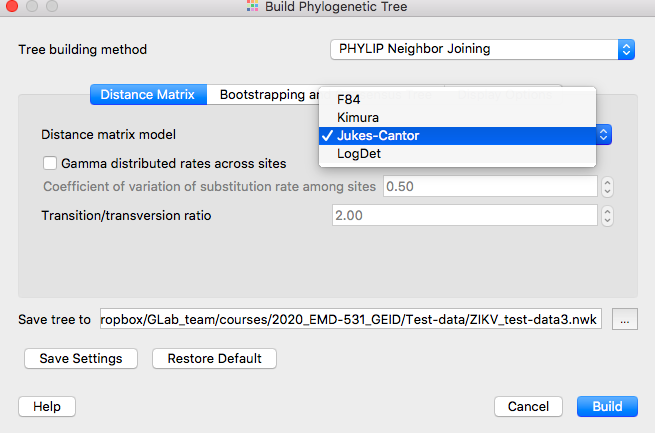 Build Phylogenetic Tree
Tree building method
PHYLIP Neighbor Joining
Distance Matrix
Bootstrapping an
F84
Kimura
Distance matrix model
✓ Jukes-Cantor
LogDet
Gamma distributed rates across sites
Coefficient of variation of substitution rate among sites
0.50
Transition/transversion ratio
2.00
Save tree to
ropbox/GLab_team/courses/2020_EMD-531_GEID/Test-data/ZIKV_test-data3.nwk
...
Save Settings
Restore Default
Help
Cancel
Build